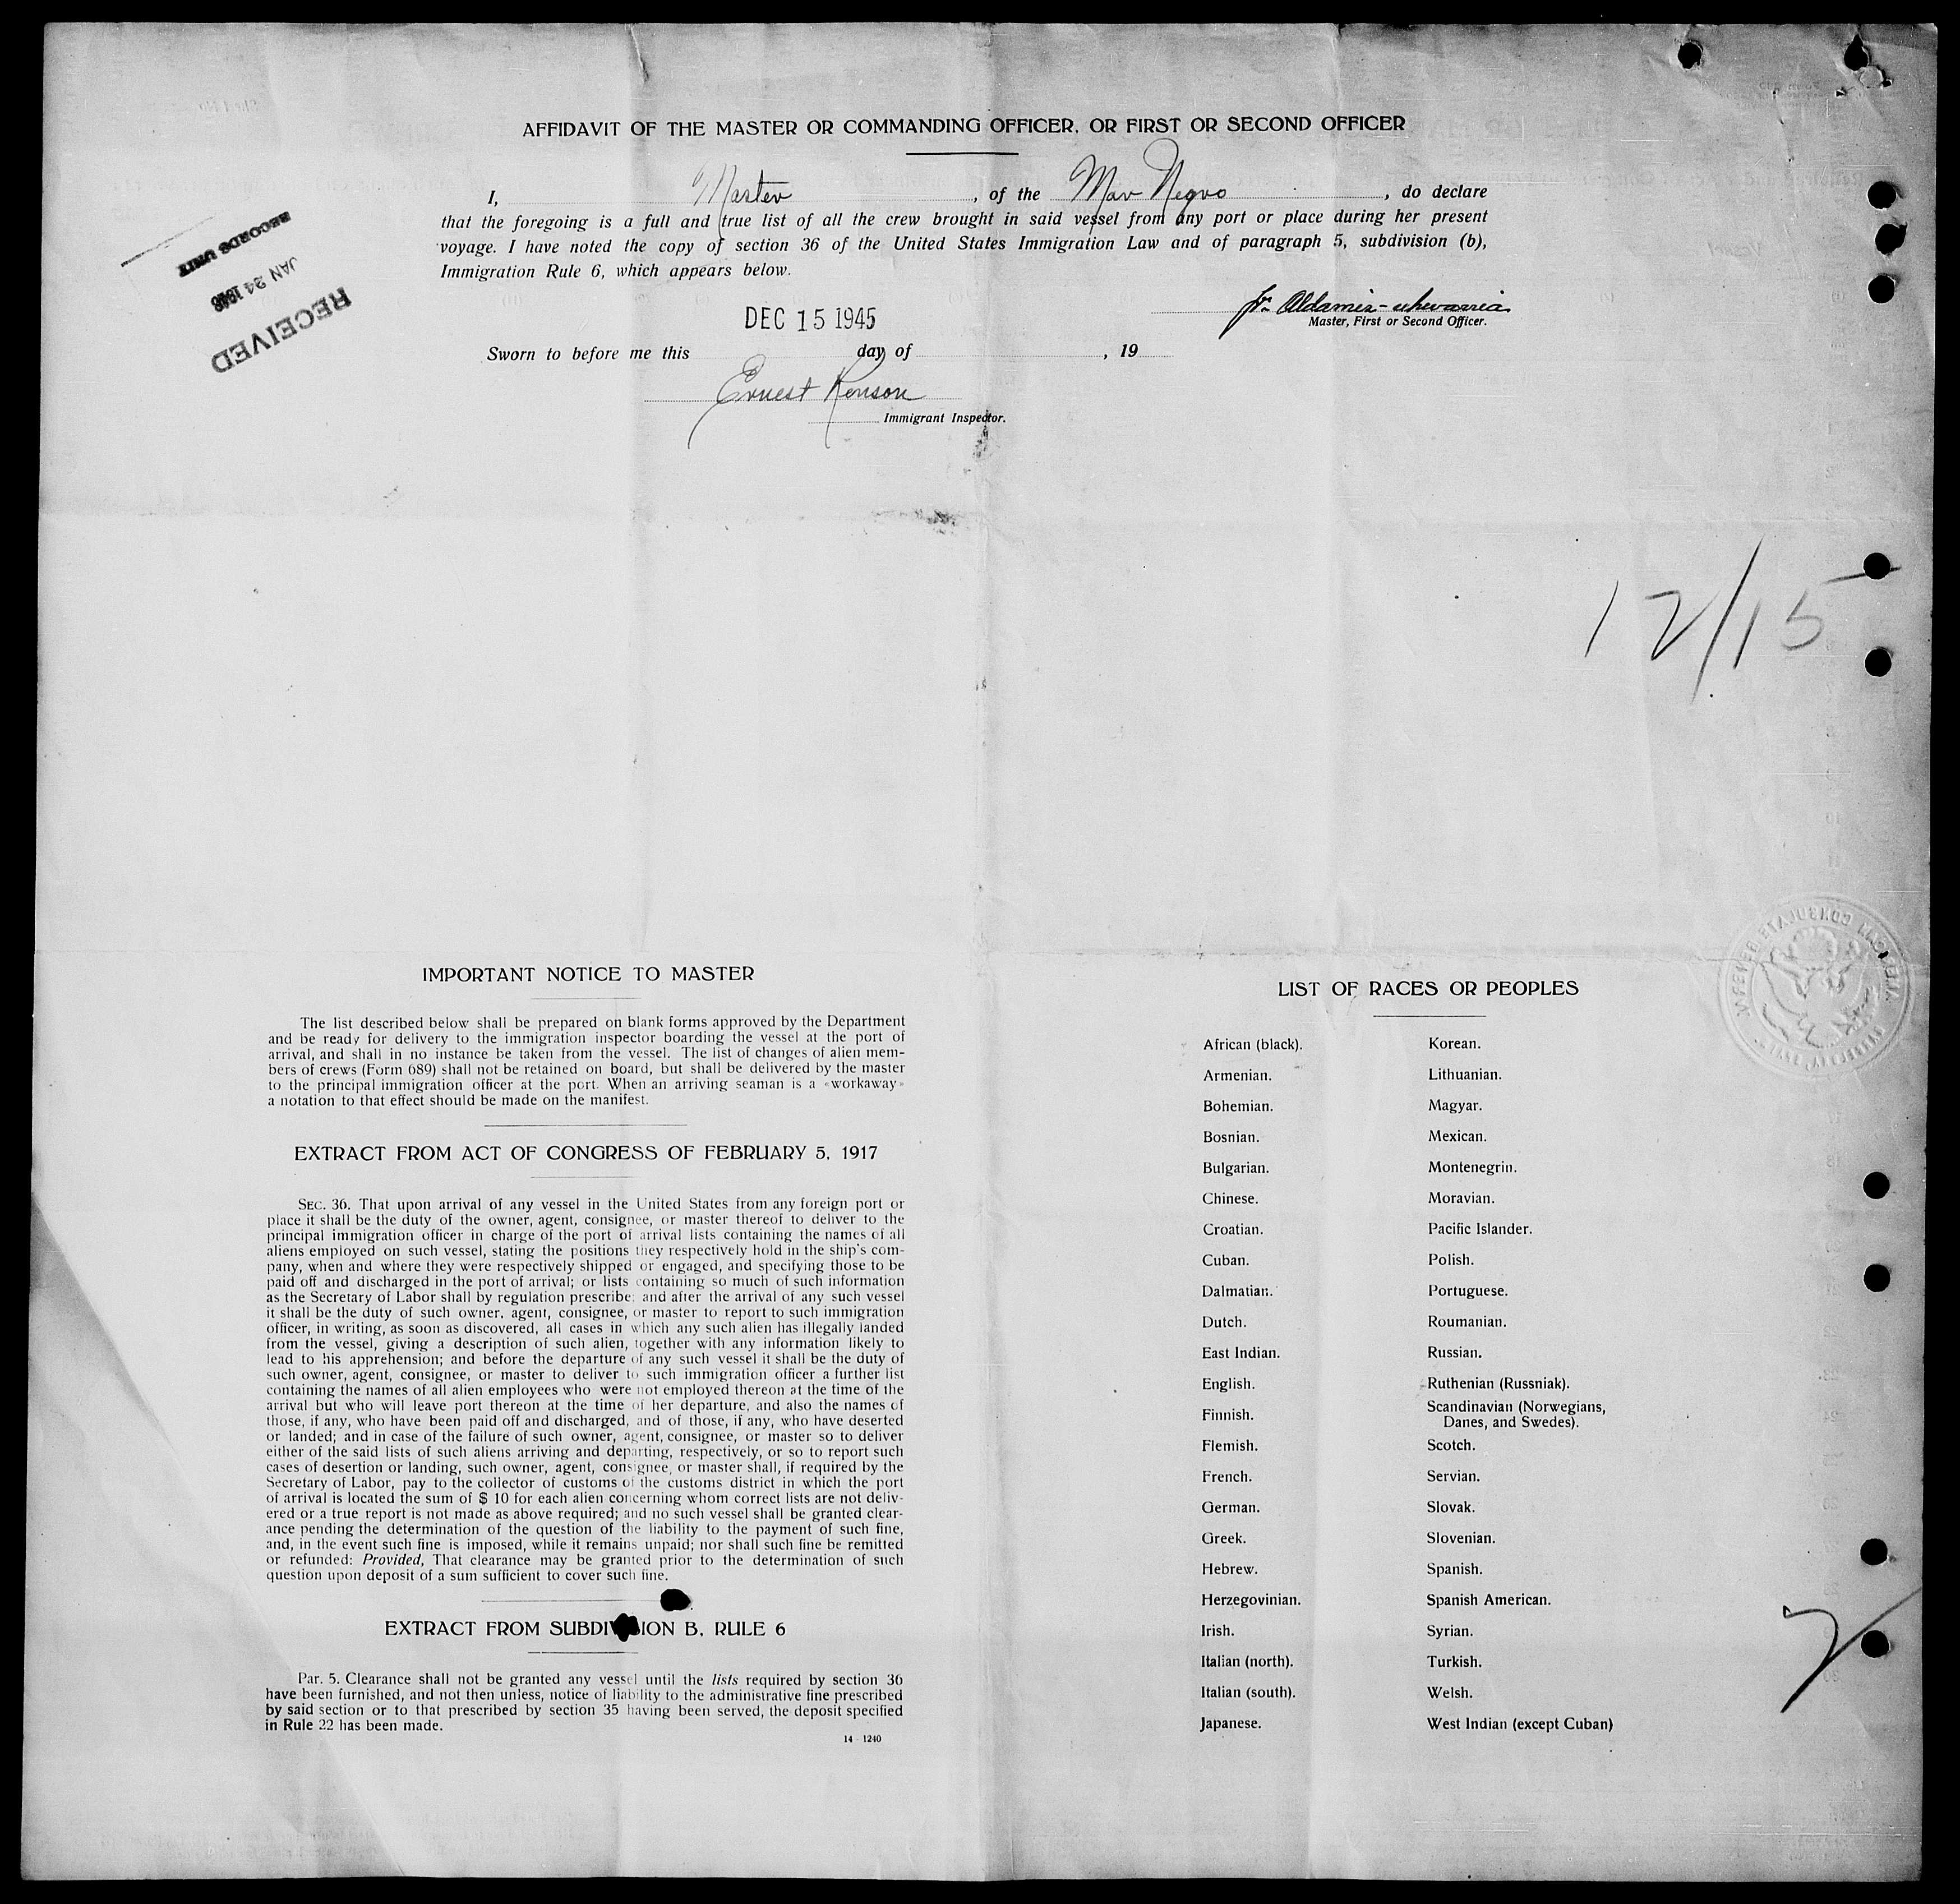 AFFIDAVIT OF THE MASTER OR COMMANDING OFFICER, OR FIRST OR SECOND OFFICER
I, Master, of the Mar Negro, do declare
that the foregoing is a full and true list of all the crew brought in said vessel from any port or place during her present
voyage. I have noted the copy of section 36 of the United States Immigration Law and of paragraph 5, subdivision (b),
Immigration Rule 6, which appears below.
RECORDS UNIT
JAN 24 1946
RECEIVED
DEC 15 1945
Aldamiz-echevarria
Master, First or Second Officer.
Sworn to before me this day of , 19
Ernest
Immigrant Inspector.
12/15
IMPORTANT NOTICE TO MASTER
The list described below shall be prepared on blank forms approved by the Department
and be ready for delivery to the immigration inspector boarding the vessel at the port of
arrival, and shall in no instance be taken from the vessel. The list of changes of alien mem-
bers of crews (Form 689) shall not be retained on board, but shall be delivered by the master
to the principal immigration officer at the port. When an arriving seaman is a «workaway»
a notation to that effect should be made on the manifest.
EXTRACT FROM ACT OF CONGRESS OF FEBRUARY 5, 1917
SEC. 36. That upon arrival of any vessel in the United States from any foreign port or
place it shall be the duty of the owner, agent, consignee, or master thereof to deliver to the
principal immigration officer in charge of the port of arrival lists containing the names of all
aliens employed on such vessel, stating the positions they respectively hold in the ship's com-
pany, when and where they were respectively shipped or engaged, and specifying those to be
paid off and discharged in the port of arrival; or lists containing so much of such information
as the Secretary of Labor shall by regulation prescribe; and after the arrival of any such vessel
it shall be the duty of such owner, agent, consignee, or master to report to such immigration
officer, in writing, as soon as discovered, all cases in which any such alien has illegally landed
from the vessel, giving a description of such alien, together with any information likely to
lead to his apprehension; and before the departure of any such vessel it shall be the duty of
such owner, agent, consignee, or master to deliver to such immigration officer a further list
containing the names of all alien employees who were not employed thereon at the time of the
arrival but who will leave port thereon at the time of her departure, and also the names of
those, if any, who have been paid off and discharged, and of those, if any, who have deserted
or landed; and in case of the failure of such owner, agent, consignee, or master so to deliver
either of the said lists of such aliens arriving and departing, respectively, or so to report such
cases of desertion or landing, such owner, agent, consignee, or master shall, if required by the
Secretary of Labor, pay to the collector of customs of the customs district in which the port
of arrival is located the sum of $ 10 for each alien concerning whom correct lists are not deliv-
ered or a true report is not made as above required; and no such vessel shall be granted clear-
ance pending the determination of the question of the liability to the payment of such fine,
and, in the event such fine is imposed, while it remains unpaid; nor shall such fine be remitted
or refunded: Provided, That clearance may be granted prior to the determination of such
question upon deposit of a sum sufficient to cover such fine.
EXTRACT FROM SUBDIVISION B, RULE 6
Par. 5. Clearance shall not be granted any vessel until the lists required by section 36
have been furnished, and not then unless, notice of liability to the administrative fine prescribed
by said section or to that prescribed by section 35 having been served, the deposit specified
in Rule 22 has been made.
14 1240
LIST OF RACES OR PEOPLES
African (black).
Armenian.
Bohemian.
Bosnian.
Bulgarian.
Chinese.
Croatian.
Cuban.
Dalmatian.
Dutch.
East Indian.
English.
Finnish.
Flemish.
French.
German.
Greek.
Hebrew.
Herzegovinian.
Irish.
Italian (north).
Italian (south).
Japanese.
Korean.
Lithuanian.
Magyar.
Mexican.
Montenegrin.
Moravian.
Pacific Islander.
Polish.
Portuguese.
Roumanian.
Russian.
Ruthenian (Russniak).
Scandinavian (Norwegians,
Danes, and Swedes).
Scotch.
Servian.
Slovak.
Slovenian.
Spanish.
Spanish American.
Syrian.
Turkish.
Welsh.
West Indian (except Cuban)